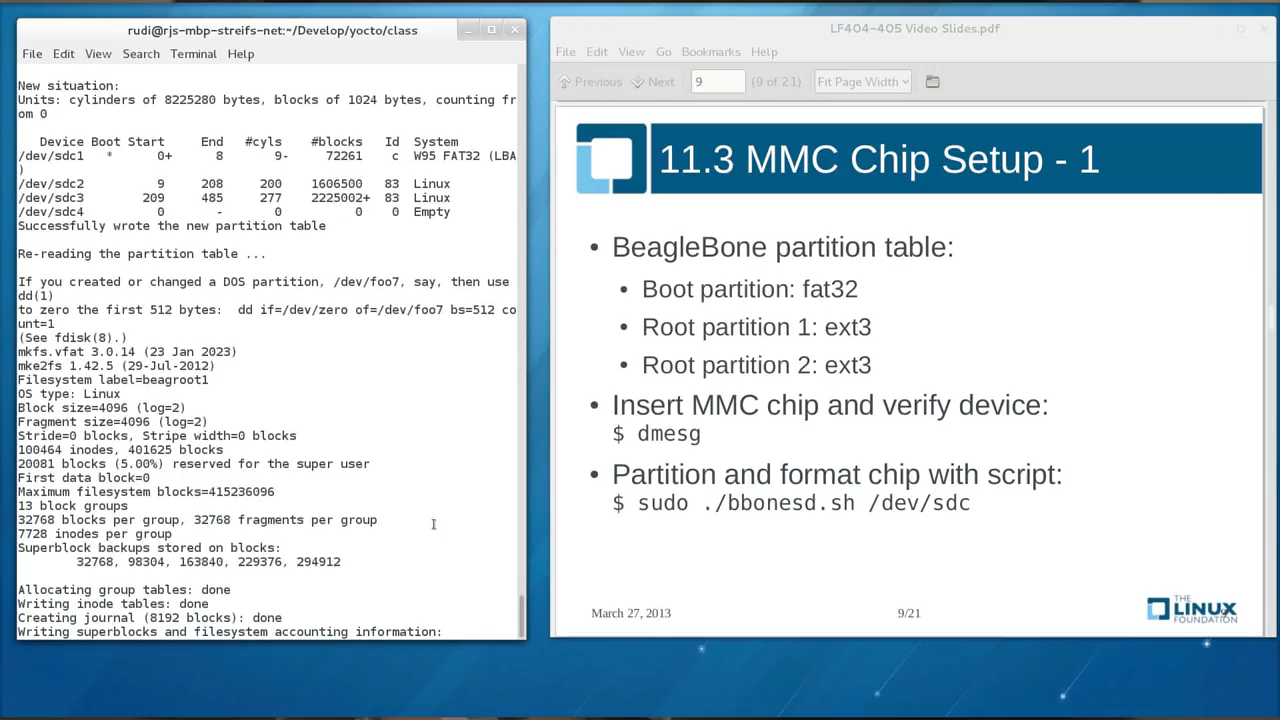 rudi@rjs-mbp-streifs-net:~/Develop/yocto/class
File Edit View Search Terminal Help
New situation:
Units: cylinders of 8225280 bytes, blocks of 1024 bytes, counting fr
om 0
Device Boot Start End #cyls #blocks Id System
/dev/sdc1 * 0+ 8 9- 72261 c W95 FAT32 (LBA
)
/dev/sdc2 9 208 200 1606500 83 Linux
/dev/sdc3 209 485 277 2225002+ 83 Linux
/dev/sdc4 0 - 0 0 0 Empty
Successfully wrote the new partition table
Re-reading the partition table ...
If you created or changed a DOS partition, /dev/foo7, say, then use
dd(1)
to zero the first 512 bytes: dd if=/dev/zero of=/dev/foo7 bs=512 co
unt=1
(See fdisk(8).)
mkfs.vfat 3.0.14 (23 Jan 2023)
mke2fs 1.42.5 (29-Jul-2012)
Filesystem label=beagroot1
OS type: Linux
Block size=4096 (log=2)
Fragment size=4096 (log=2)
Stride=0 blocks, Stripe width=0 blocks
100464 inodes, 401625 blocks
20081 blocks (5.00%) reserved for the super user
First data block=0
Maximum filesystem blocks=415236096
13 block groups
32768 blocks per group, 32768 fragments per group
7728 inodes per group
Superblock backups stored on blocks:
32768, 98304, 163840, 229376, 294912
Allocating group tables: done
Writing inode tables: done
Creating journal (8192 blocks): done
Writing superblocks and filesystem accounting information:
LF404-405 Video Slides.pdf
File Edit View Go Bookmarks Help
Previous Next 9 (9 of 21) Fit Page Width
11.3 MMC Chip Setup - 1
• BeagleBone partition table:
• Boot partition: fat32
• Root partition 1: ext3
• Root partition 2: ext3
• Insert MMC chip and verify device:
$ dmesg
• Partition and format chip with script:
$ sudo ./bbonesd.sh /dev/sdc
March 27, 2013 9/21
THE
LINUX
FOUNDATION